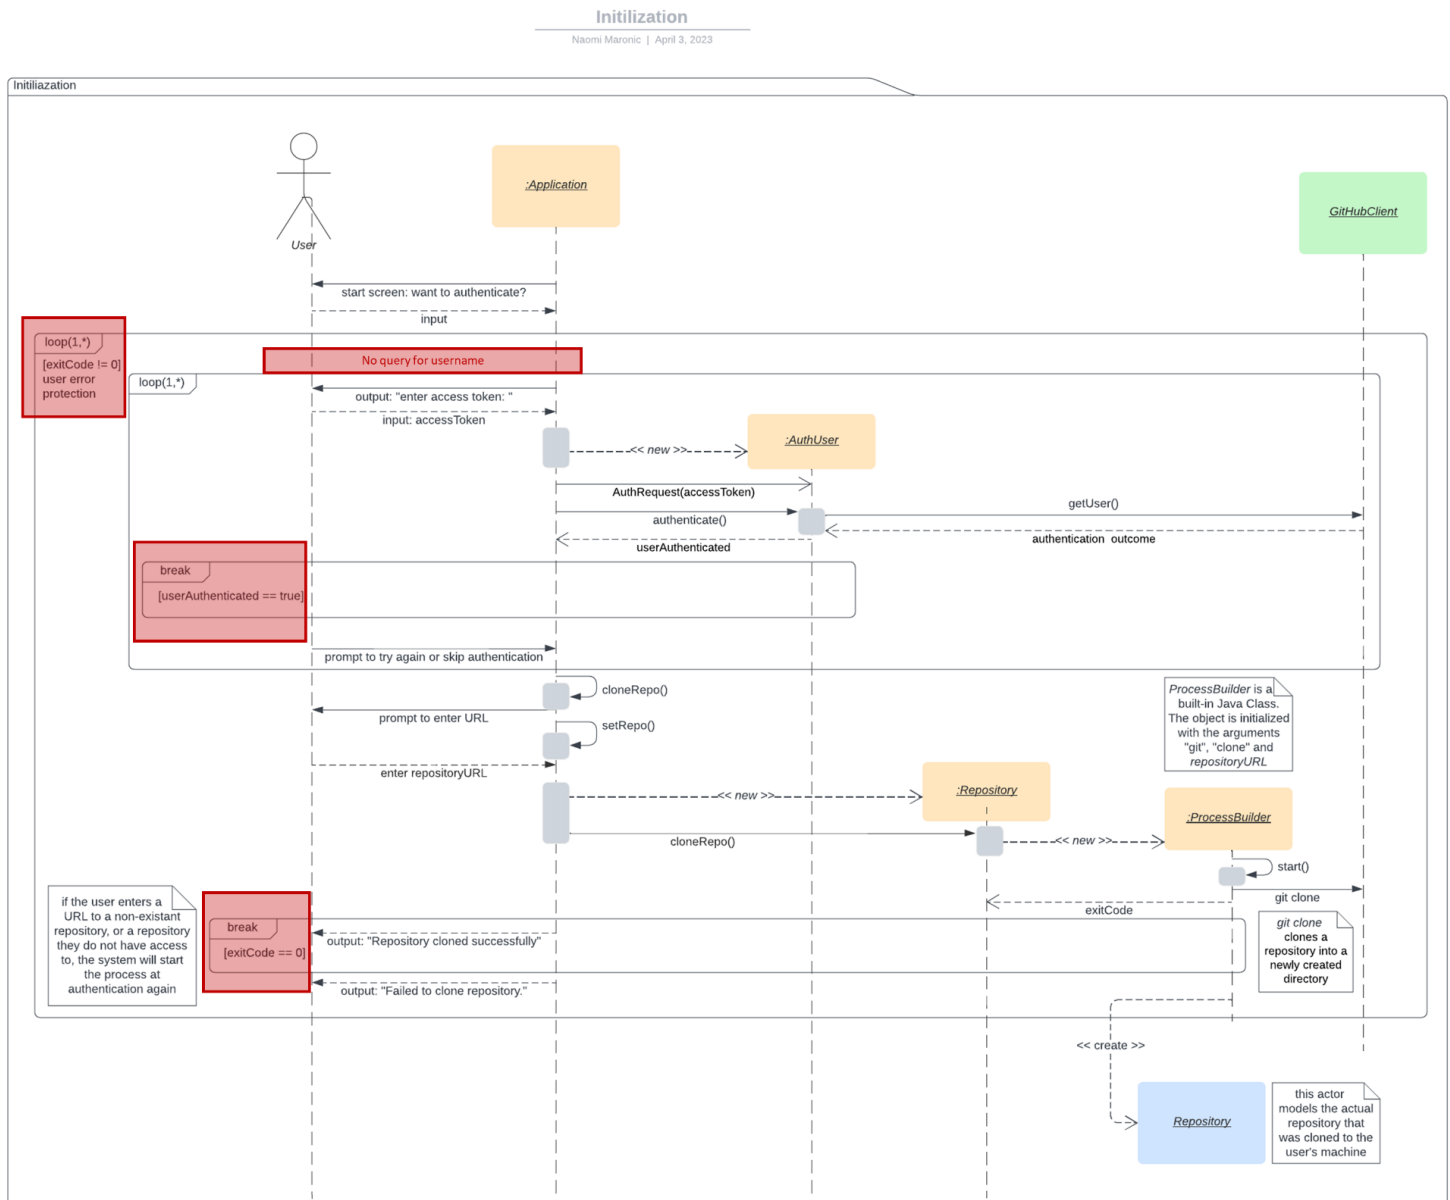 Initilization
Naomi Maronic | April 3, 2023
Initiliazation
:Application
GitHubClient
User
start screen: want to authenticate?
input
loop(1,*)
[exitCode != 0]
user error
protection
No query for username
loop(1,*)
output: "enter access token: "
input: accessToken
<< new >>
:AuthUser
AuthRequest(accessToken)
getUser()
authenticate()
authentication outcome
userAuthenticated
break
[userAuthenticated == true]
prompt to try again or skip authentication
cloneRepo()
prompt to enter URL
setRepo()
enter repositoryURL
ProcessBuilder is a
built-in Java Class.
The object is initialized
with the arguments
"git", "clone" and
repositoryURL
<< new >>
:Repository
:ProcessBuilder
cloneRepo()
<< new >>
start()
git clone
exitCode
if the user enters a
URL to a non-existant
repository, or a repository
they do not have access
to, the system will start
the process at
authentication again
break
[exitCode == 0]
output: "Repository cloned successfully"
output: "Failed to clone repository."
git clone
clones a
repository into a
newly created
directory
<< create >>
Repository
this actor
models the actual
repository that
was cloned to the
user's machine